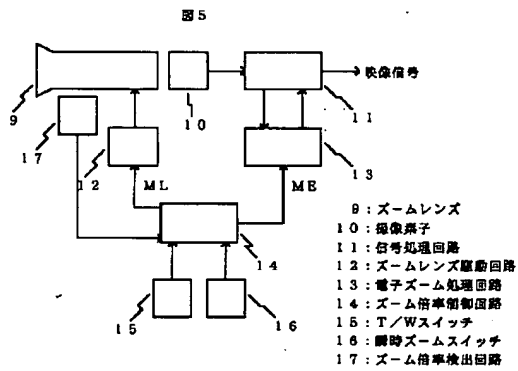 図5
映像信号
9
10
11
17
12
ML
ME
13
14
15
16
9：ズームレンズ
10：撮像素子
11：信号処理回路
12：ズームレンズ駆動回路
13：電子ズーム処理回路
14：ズーム倍率制御回路
15：T／Wスイッチ
16：瞬時ズームスイッチ
17：ズーム倍率検出回路